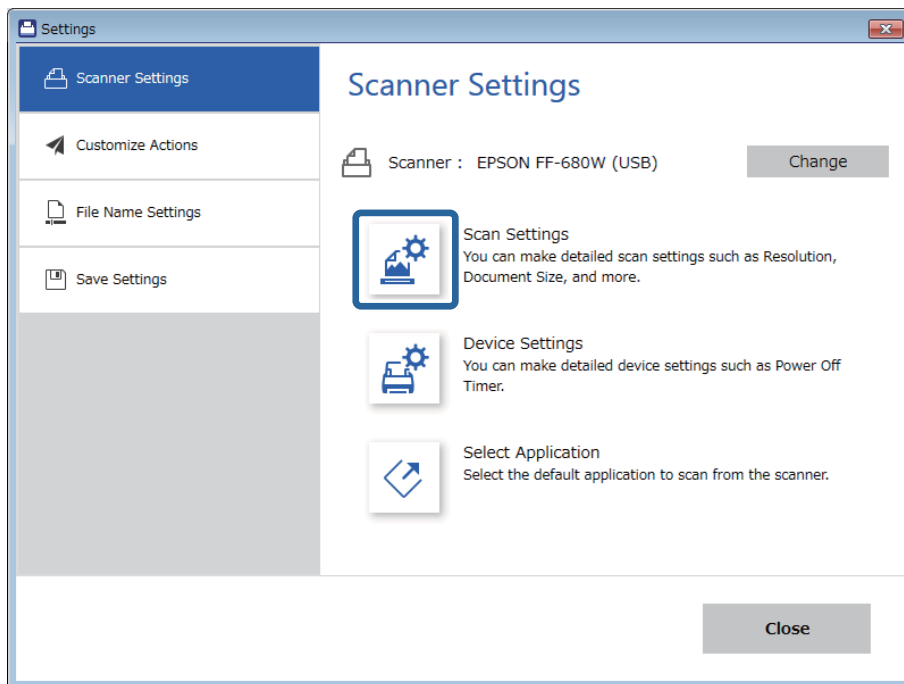 Settings
Scanner Settings
Customize Actions
File Name Settings
Save Settings
Scanner Settings
Scanner : EPSON FF-680W (USB)
Change
Scan Settings
You can make detailed scan settings such as Resolution,
Document Size, and more.
Device Settings
You can make detailed device settings such as Power Off
Timer.
Select Application
Select the default application to scan from the scanner.
Close